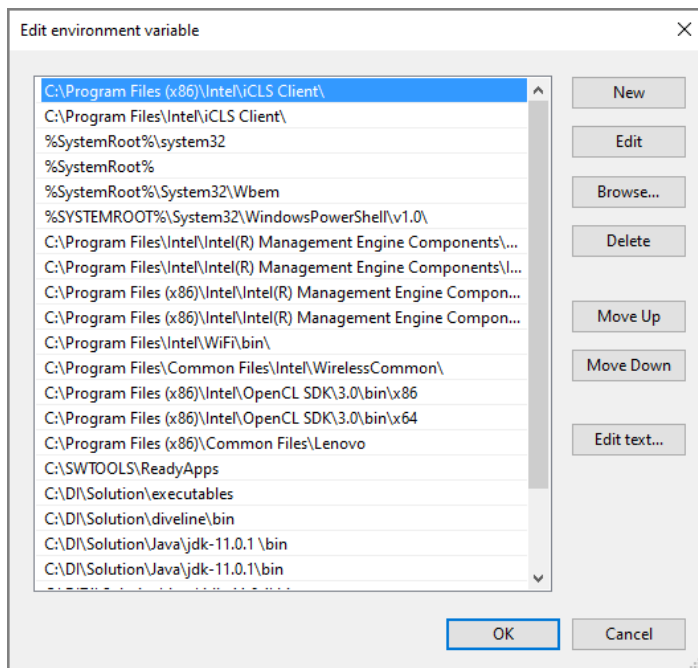 Edit environment variable
C:\Program Files (x86)\Intel\iCLS Client\
C:\Program Files\Intel\iCLS Client\
%SystemRoot%\system32
%SystemRoot%
%SystemRoot%\System32\Wbem
%SYSTEMROOT%\System32\WindowsPowerShell\v1.0\
C:\Program Files\Intel\Intel(R) Management Engine Components\...
C:\Program Files\Intel\Intel(R) Management Engine Components\I...
C:\Program Files (x86)\Intel\Intel(R) Management Engine Compon...
C:\Program Files (x86)\Intel\Intel(R) Management Engine Compon...
C:\Program Files\Intel\WiFi\bin\
C:\Program Files\Common Files\Intel\WirelessCommon\
C:\Program Files (x86)\Intel\OpenCL SDK\3.0\bin\x86
C:\Program Files (x86)\Intel\OpenCL SDK\3.0\bin\x64
C:\Program Files (x86)\Common Files\Lenovo
C:\SWTOOLS\ReadyApps
C:\DI\Solution\executables
C:\DI\Solution\diveline\bin
C:\DI\Solution\Java\jdk-11.0.1 \bin
C:\DI\Solution\Java\jdk-11.0.1\bin
New
Edit
Browse...
Delete
Move Up
Move Down
Edit text...
OK
Cancel